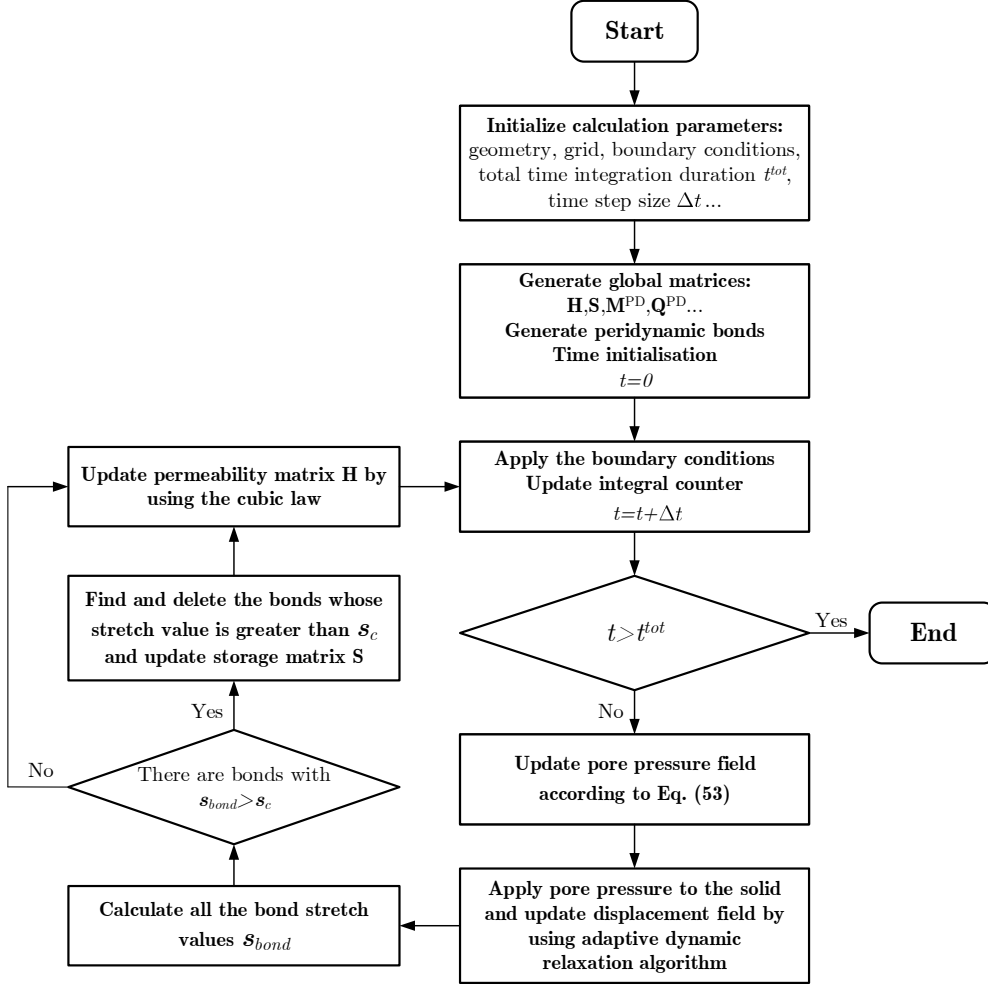 Start
Initialize calculation parameters:
geometry, grid, boundary conditions,
total time integration duration t^tot,
time step size Δt ...
Generate global matrices:
H,S,M^PD,Q^PD...
Generate peridynamic bonds
Time initialisation
t=0
Apply the boundary conditions
Update integral counter
t=t+Δt
t>t^tot
Yes
End
No
Update pore pressure field
according to Eq. (53)
Apply pore pressure to the solid
and update displacement field by
using adaptive dynamic
relaxation algorithm
Calculate all the bond stretch
values s_bond
There are bonds with
s_bond>s_c
No
Yes
Find and delete the bonds whose
stretch value is greater than s_c
and update storage matrix S
Update permeability matrix H by
using the cubic law